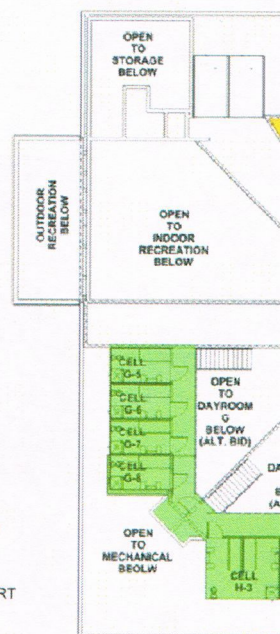 OPEN
TO
STORAGE
BELOW
OUTDOOR
RECREATION
BELOW
OPEN
TO
INDOOR
RECREATION
BELOW
CELL
G-5
CELL
G-6
CELL
G-7
CELL
G-8
OPEN
TO
DAYROOM
G
BELOW
(ALT. BID)
DA
(A
OPEN
TO
MECHANICAL
BEOLW
CELL
H-3
RT